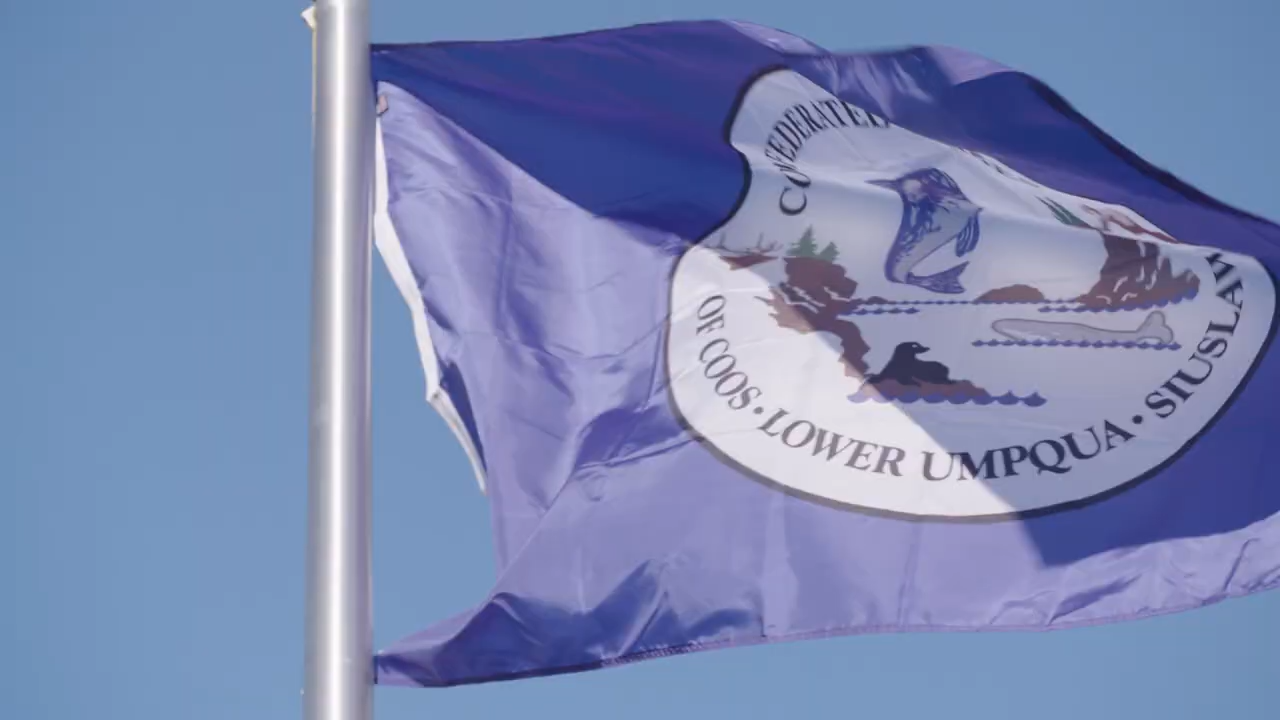 CONFEDERATED
OF COOS • LOWER UMPQUA • SIUSLAW